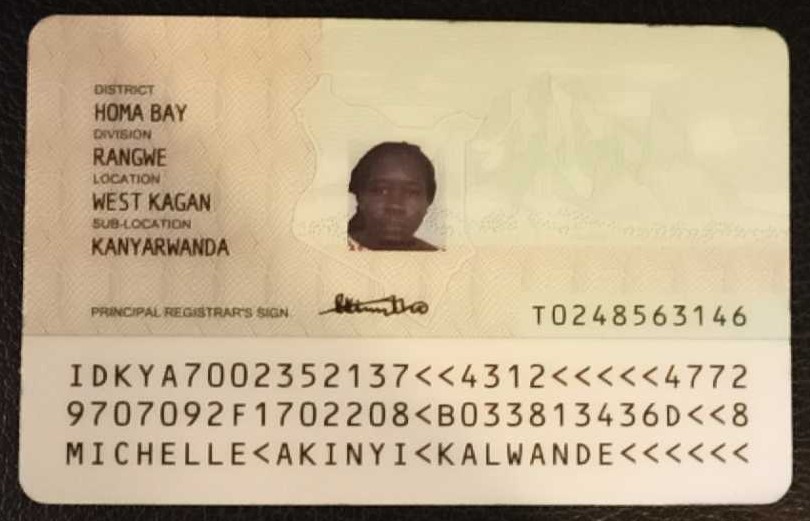 DISTRICT
HOMA BAY
DIVISION
RANGWE
LOCATION
WEST KAGAN
SUB-LOCATION
KANYARWANDA
PRINCIPAL REGISTRAR'S SIGN
T0248563146
IDKYA7002352137<<4312<<<<<4772
9707092F1702208<B033813436D<<8
MICHELLE<AKINYI<KALWANDE<<<<<<